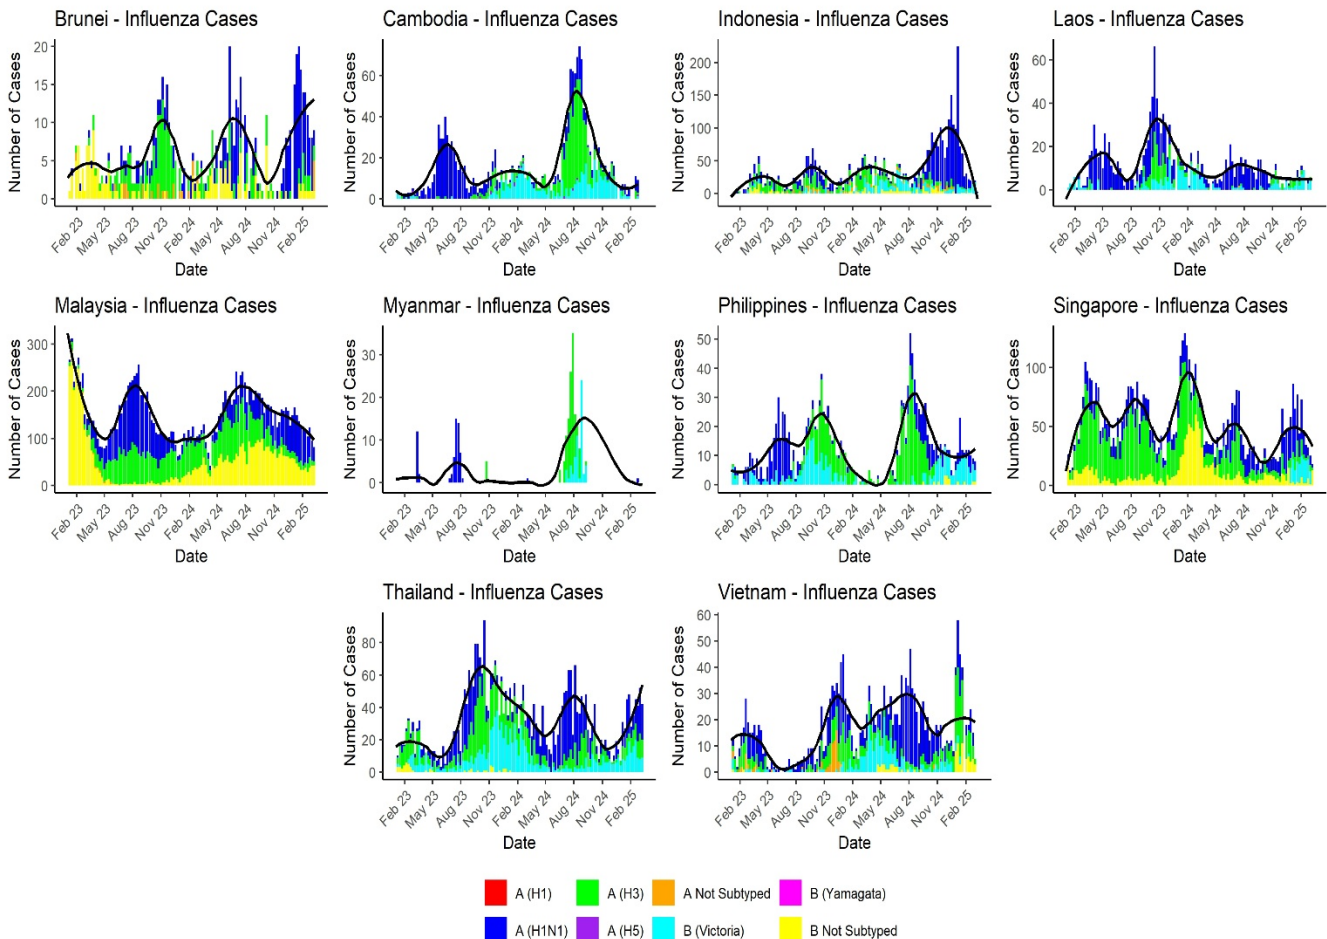 Brunei - Influenza Cases
Cambodia - Influenza Cases
Indonesia - Influenza Cases
Laos - Influenza Cases
Number of Cases
20
15
10
5
0
Feb 23
May 23
Aug 23
Nov 23
Feb 24
May 24
Aug 24
Nov 24
Feb 25
Date
Number of Cases
60
40
20
0
Feb 23
May 23
Aug 23
Nov 23
Feb 24
May 24
Aug 24
Nov 24
Feb 25
Date
Number of Cases
200
150
100
50
0
Feb 23
May 23
Aug 23
Nov 23
Feb 24
May 24
Aug 24
Nov 24
Feb 25
Date
Number of Cases
60
40
20
0
Feb 23
May 23
Aug 23
Nov 23
Feb 24
May 24
Aug 24
Nov 24
Feb 25
Date
Malaysia - Influenza Cases
Myanmar - Influenza Cases
Philippines - Influenza Cases
Singapore - Influenza Cases
Number of Cases
300
200
100
0
Feb 23
May 23
Aug 23
Nov 23
Feb 24
May 24
Aug 24
Nov 24
Feb 25
Date
Number of Cases
30
20
10
0
Feb 23
May 23
Aug 23
Nov 23
Feb 24
May 24
Aug 24
Nov 24
Feb 25
Date
Number of Cases
50
40
30
20
10
0
Feb 23
May 23
Aug 23
Nov 23
Feb 24
May 24
Aug 24
Nov 24
Feb 25
Date
Number of Cases
100
50
0
Feb 23
May 23
Aug 23
Nov 23
Feb 24
May 24
Aug 24
Nov 24
Feb 25
Date
Thailand - Influenza Cases
Vietnam - Influenza Cases
Number of Cases
80
60
40
20
0
Feb 23
May 23
Aug 23
Nov 23
Feb 24
May 24
Aug 24
Nov 24
Feb 25
Date
Number of Cases
60
50
40
30
20
10
0
Feb 23
May 23
Aug 23
Nov 23
Feb 24
May 24
Aug 24
Nov 24
Feb 25
Date
A (H1)
A (H3)
A Not Subtyped
B (Yamagata)
A (H1N1)
A (H5)
B (Victoria)
B Not Subtyped